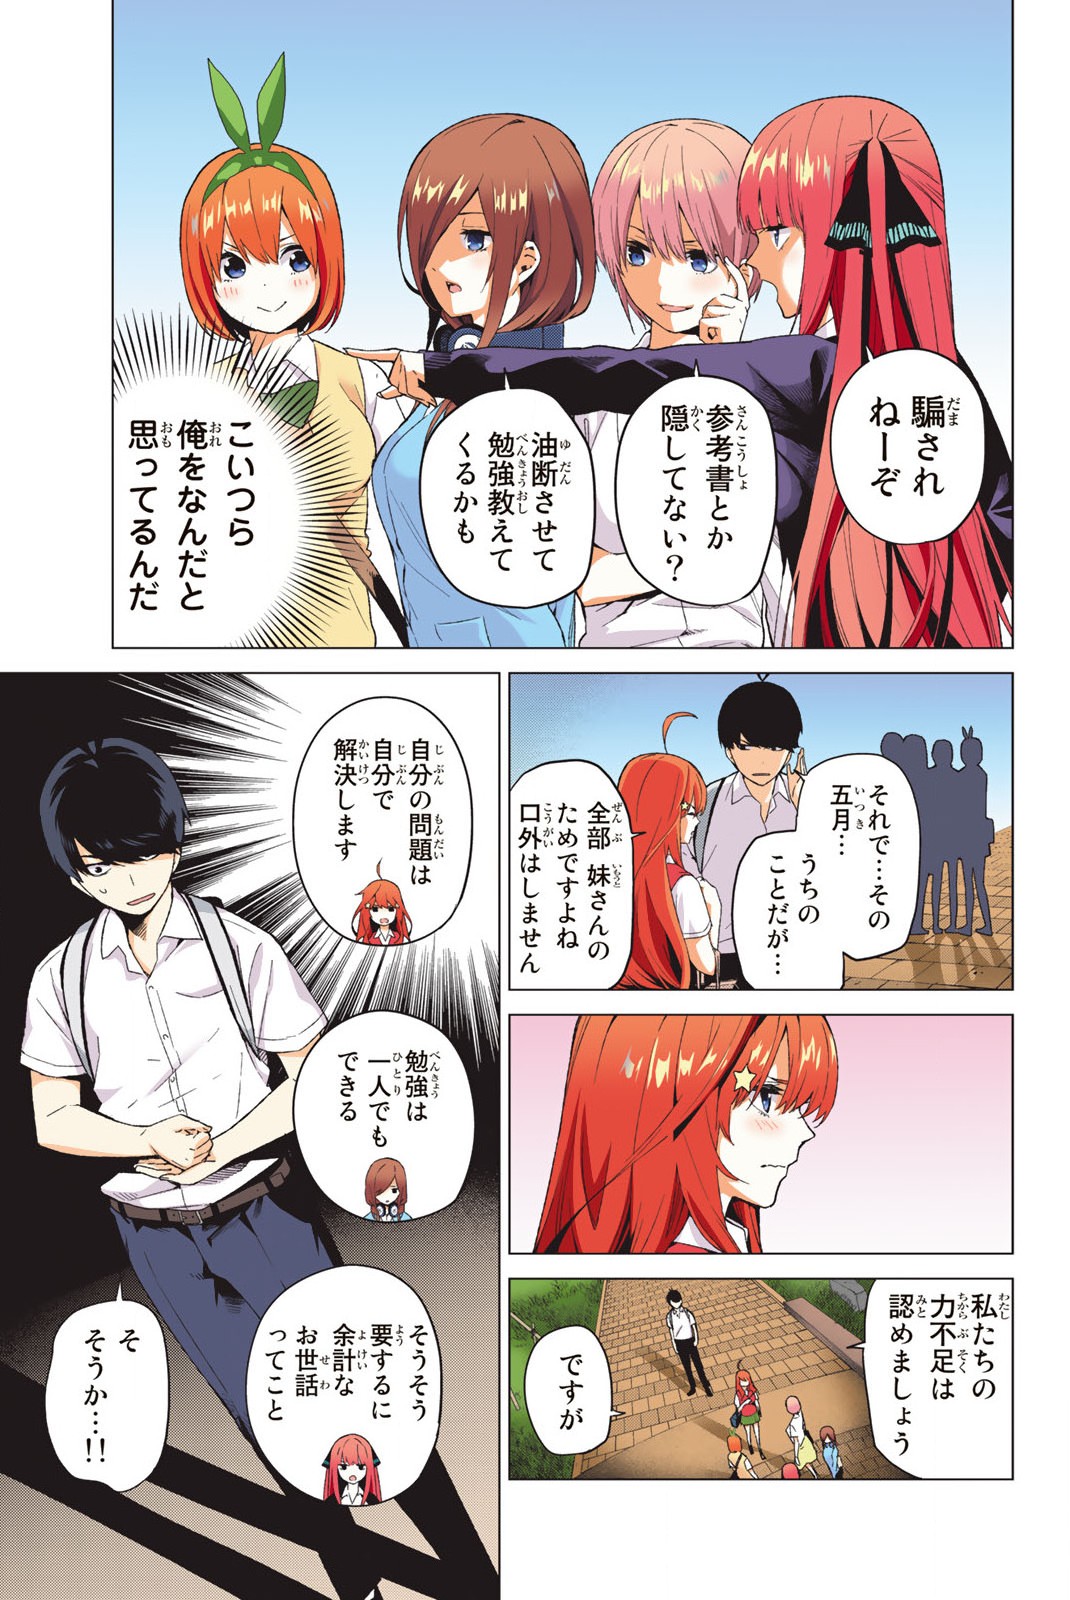 騙され
ねーぞ
参考書とか
隠してない？
油断させて
勉強教えて
くるかも
こいつら
俺をなんだと
思ってるんだ
それで…その
五月…
うちの
ことだが…
全部 妹さんの
ためですよね
口外はしません
私たちの
力不足は
認めましょう
ですが
自分の問題は
自分で
解決します
勉強は
一人でも
できる
そうそう
要するに
余計な
お世話
ってこと
そ
そうか…!!